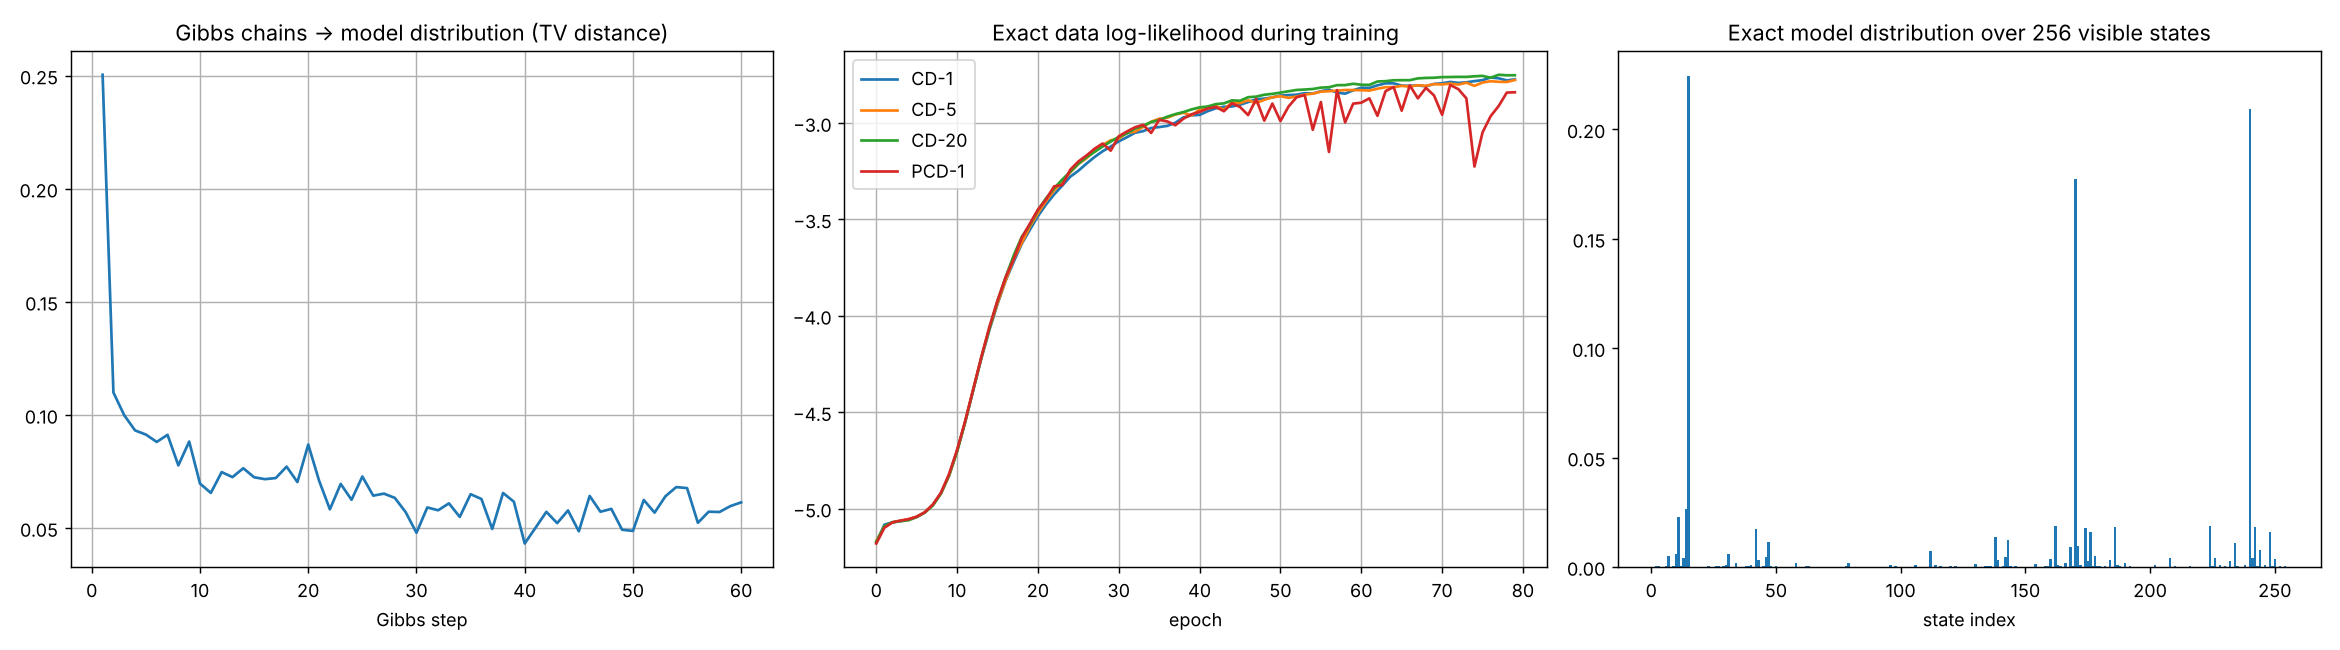 Gibbs chains → model distribution (TV distance)
0.25
0.20
0.15
0.10
0.05
0 10 20 30 40 50 60
Gibbs step
Exact data log-likelihood during training
CD-1
CD-5
CD-20
PCD-1
−3.0
−3.5
−4.0
−4.5
−5.0
0 10 20 30 40 50 60 70 80
epoch
Exact model distribution over 256 visible states
0.20
0.15
0.10
0.05
0.00
0 50 100 150 200 250
state index